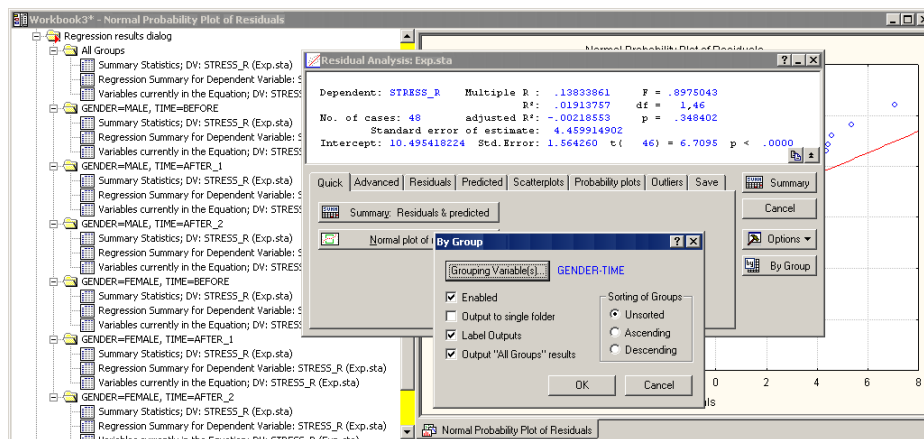 Workbook3* - Normal Probability Plot of Residuals
Regression results dialog
All Groups
Summary Statistics; DV: STRESS_R (Exp.sta)
Regression Summary for Dependent Variable: S
Variables currently in the Equation; DV: STRES
GENDER=MALE, TIME=BEFORE
Summary Statistics; DV: STRESS_R (Exp.sta)
Regression Summary for Dependent Variable: S
Variables currently in the Equation; DV: STRES
GENDER=MALE, TIME=AFTER_1
Summary Statistics; DV: STRESS_R (Exp.sta)
Regression Summary for Dependent Variable: S
Variables currently in the Equation; DV: STRES
GENDER=MALE, TIME=AFTER_2
Summary Statistics; DV: STRESS_R (Exp.sta)
Regression Summary for Dependent Variable: S
Variables currently in the Equation; DV: STRES
GENDER=FEMALE, TIME=BEFORE
Summary Statistics; DV: STRESS_R (Exp.sta)
Regression Summary for Dependent Variable: S
Variables currently in the Equation; DV: STRES
GENDER=FEMALE, TIME=AFTER_1
Summary Statistics; DV: STRESS_R (Exp.sta)
Regression Summary for Dependent Variable: STRESS_R (Exp.sta)
Variables currently in the Equation; DV: STRESS_R (Exp.sta)
GENDER=FEMALE, TIME=AFTER_2
Summary Statistics; DV: STRESS_R (Exp.sta)
Regression Summary for Dependent Variable: STRESS_R (Exp.sta)
Variables currently in the Equation; DV: STRESS_R (Exp.sta)
Normal Probability Plot of Residuals
Residual Analysis: Exp.sta
Dependent: STRESS_R Multiple R : .13833861 F = .8975043
R²: .01913757 df = 1,46
No. of cases: 48 adjusted R²: -.00218553 p = .348402
Standard error of estimate: 4.459914902
Intercept: 10.495418224 Std.Error: 1.564260 t( 46) = 6.7095 p < .0000
Quick Advanced Residuals Predicted Scatterplots Probability plots Outliers Save
Summary
Cancel
Options
By Group
Summary: Residuals & predicted
Normal plot of
By Group
Grouping Variable(s)... GENDER-TIME
Enabled
Output to single folder
Label Outputs
Output "All Groups" results
Sorting of Groups
Unsorted
Ascending
Descending
OK Cancel
0 2 4 6 8
als
Normal Probability Plot of Residuals